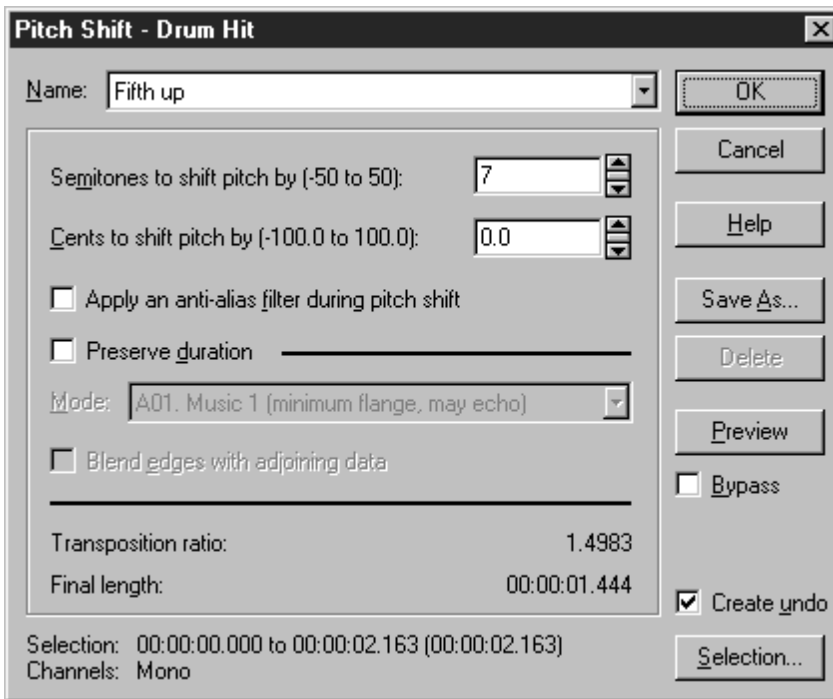 Pitch Shift - Drum Hit
Name: Fifth up
OK
Cancel
Semitones to shift pitch by (-50 to 50): 7
Cents to shift pitch by (-100.0 to 100.0): 0.0
Help
Apply an anti-alias filter during pitch shift
Save As...
Preserve duration
Delete
Mode: A01. Music 1 (minimum flange, may echo)
Preview
Blend edges with adjoining data
Bypass
Transposition ratio: 1.4983
Final length: 00:00:01.444
Create undo
Selection: 00:00:00.000 to 00:00:02.163 (00:00:02.163)
Channels: Mono
Selection...